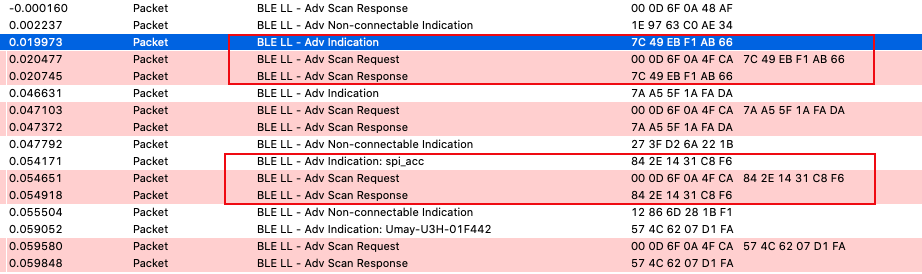 -0.000160 Packet BLE LL - Adv Scan Response 00 0D 6F 0A 48 AF
0.002237 Packet BLE LL - Adv Non-connectable Indication 1E 97 63 C0 AE 34
0.019973 Packet BLE LL - Adv Indication 7C 49 EB F1 AB 66
0.020477 Packet BLE LL - Adv Scan Request 00 0D 6F 0A 4F CA 7C 49 EB F1 AB 66
0.020745 Packet BLE LL - Adv Scan Response 7C 49 EB F1 AB 66
0.046631 Packet BLE LL - Adv Indication 7A A5 5F 1A FA DA
0.047103 Packet BLE LL - Adv Scan Request 00 0D 6F 0A 4F CA 7A A5 5F 1A FA DA
0.047372 Packet BLE LL - Adv Scan Response 7A A5 5F 1A FA DA
0.047792 Packet BLE LL - Adv Non-connectable Indication 27 3F D2 6A 22 1B
0.054171 Packet BLE LL - Adv Indication: spi_acc 84 2E 14 31 C8 F6
0.054651 Packet BLE LL - Adv Scan Request 00 0D 6F 0A 4F CA 84 2E 14 31 C8 F6
0.054918 Packet BLE LL - Adv Scan Response 84 2E 14 31 C8 F6
0.055504 Packet BLE LL - Adv Non-connectable Indication 12 86 6D 28 1B F1
0.059052 Packet BLE LL - Adv Indication: Umay-U3H-01F442 57 4C 62 07 D1 FA
0.059580 Packet BLE LL - Adv Scan Request 00 0D 6F 0A 4F CA 57 4C 62 07 D1 FA
0.059848 Packet BLE LL - Adv Scan Response 57 4C 62 07 D1 FA